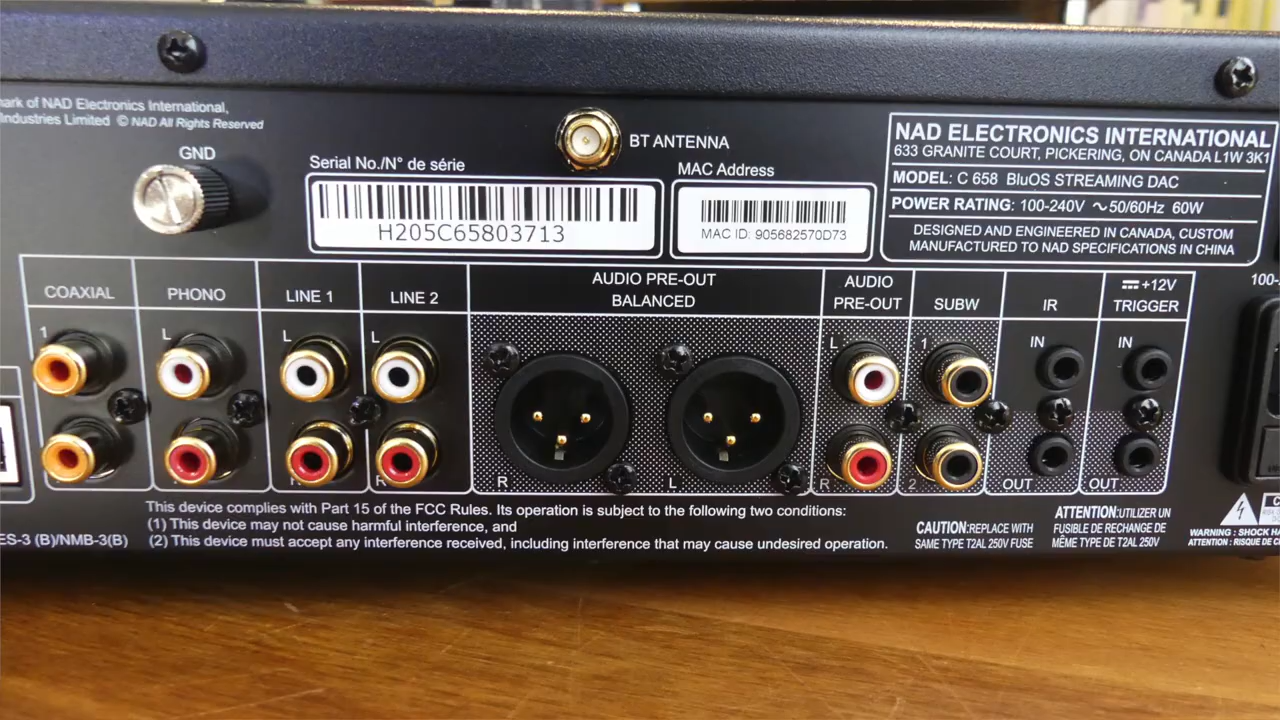 mark of NAD Electronics International,
Industries Limited © NAD All Rights Reserved
GND
BT ANTENNA
Serial No./N° de série
H205C65803713
MAC Address
MAC ID: 905682570D73
NAD ELECTRONICS INTERNATIONAL
633 GRANITE COURT, PICKERING, ON CANADA L1W 3K1
MODEL: C 658 BluOS STREAMING DAC
POWER RATING: 100-240V ~50/60Hz 60W
DESIGNED AND ENGINEERED IN CANADA, CUSTOM
MANUFACTURED TO NAD SPECIFICATIONS IN CHINA
100-
COAXIAL
1
PHONO
L
LINE 1
L
R
LINE 2
L
R
AUDIO PRE-OUT
BALANCED
R
L
AUDIO
PRE-OUT
L
R
SUBW
1
2
IR
IN
OUT
+12V
TRIGGER
IN
OUT
This device complies with Part 15 of the FCC Rules. Its operation is subject to the following two conditions:
(1) This device may not cause harmful interference, and
(2) This device must accept any interference received, including interference that may cause undesired operation.
ES-3 (B)/NMB-3(B)
CAUTION:REPLACE WITH
SAME TYPE T2AL 250V FUSE
ATTENTION:UTILIZER UN
FUSIBLE DE RECHANGE DE
MÊME TYPE DE T2AL 250V
WARNING : SHOCK HA
ATTENTION : RISQUE DE C